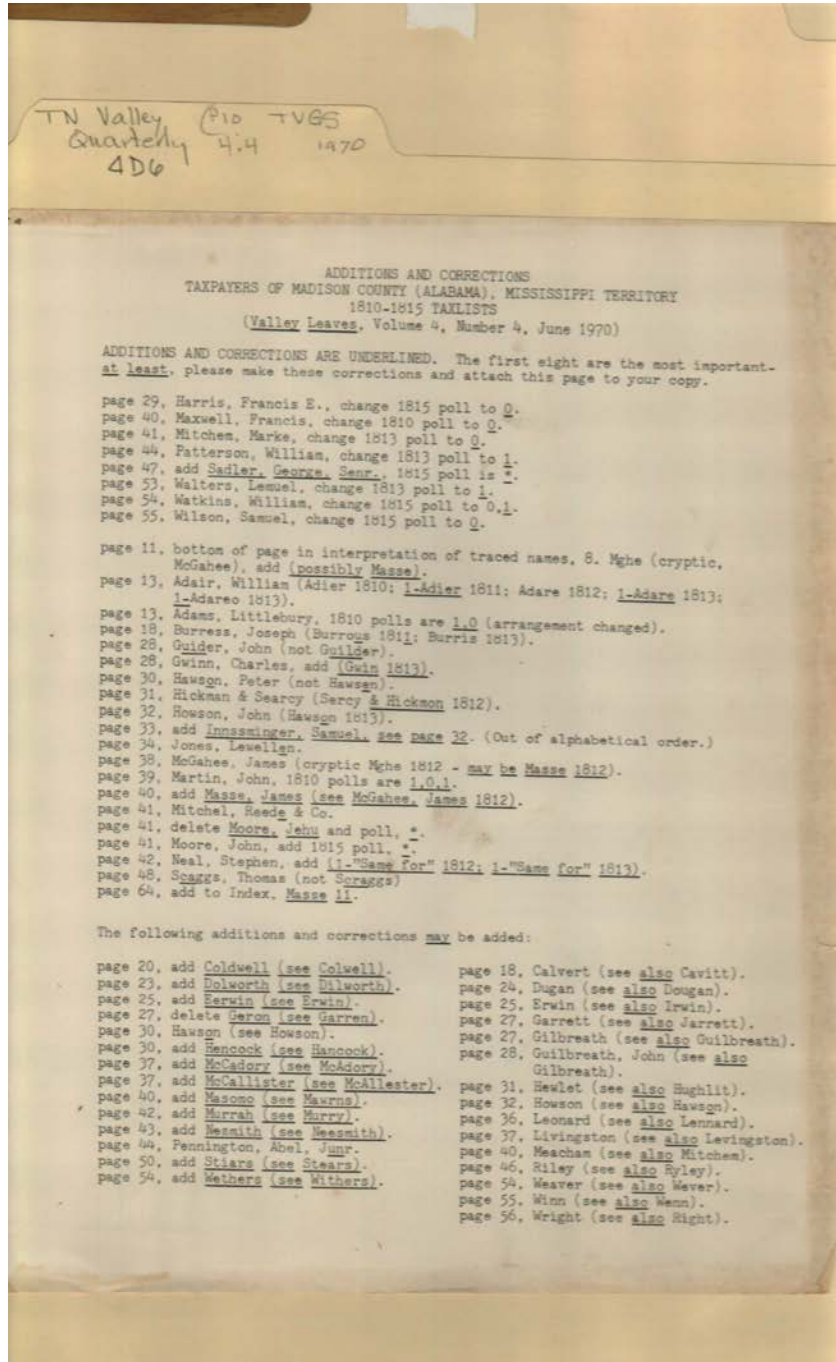 TN Valley P10 TVGS
Quarterly 4.4 1970
4D6
ADDITIONS AND CORRECTIONS
TAXPAYERS OF MADISON COUNTY (ALABAMA), MISSISSIPPI TERRITORY
1810-1815 TAXLISTS
(Valley Leaves, Volume 4, Number 4, June 1970)
ADDITIONS AND CORRECTIONS ARE UNDERLINED. The first eight are the most important-
at least, please make these corrections and attach this page to your copy.
page 29, Harris, Francis E., change 1815 poll to 0.
page 40, Maxwell, Francis, change 1810 poll to 0.
page 41, Mitchem, Marke, change 1813 poll to 0.
page 44, Patterson, William, change 1813 poll to 1.
page 47, add Sadler, George, Senr., 1815 poll is *.
page 53, Walters, Lemuel, change 1813 poll to 1.
page 54, Watkins, William, change 1815 poll to 0,1.
page 55, Wilson, Samuel, change 1815 poll to 0.
page 11, bottom of page in interpretation of traced names, 8. Mghe (cryptic,
McGahee), add (possibly Masse).
page 13, Adair, William (Adier 1810; 1-Adier 1811; Adare 1812; 1-Adare 1813;
1-Adareo 1813).
page 13, Adams, Littlebury, 1810 polls are 1,0 (arrangement changed).
page 18, Burress, Joseph (Burrous 1811; Burris 1813).
page 28, Guider, John (not Guilder).
page 28, Gwinn, Charles, add (Gwin 1813).
page 30, Hawson, Peter (not Hawsen).
page 31, Hickman & Searcy (Sercy & Hickmon 1812).
page 32, Howson, John (Hawson 1813).
page 33, add Innssminger, Samuel, see page 32. (Out of alphabetical order.)
page 34, Jones, Lewellen.
page 38, McGahee, James (cryptic Mghe 1812 - may be Masse 1812).
page 39, Martin, John, 1810 polls are 1,0,1.
page 40, add Masse, James (see McGahee, James 1812).
page 41, Mitchel, Reede & Co.
page 41, delete Moore, Jehu and poll, *.
page 41, Moore, John, add 1815 poll, *.
page 42, Neal, Stephen, add (1-"Same for" 1812; 1-"Same for" 1813).
page 48, Scaggs, Thomas (not Scraggs)
page 64, add to Index, Masse 11.
The following additions and corrections may be added:
page 20, add Coldwell (see Colwell).
page 23, add Dolworth (see Dilworth).
page 25, add Eerwin (see Erwin).
page 27, delete Geron (see Garren).
page 30, Hawson (see Howson).
page 30, add Hencock (see Hancock).
page 37, add McCadory (see McAdory).
page 37, add McCallister (see McAllester).
page 40, add Masomo (see Mawrns).
page 42, add Murrah (see Murry).
page 43, add Nesmith (see Neesmith).
page 44, Pennington, Abel, Junr.
page 50, add Stiars (see Stears).
page 54, add Wethers (see Withers).
page 18, Calvert (see also Cavitt).
page 24, Dugan (see also Dougan).
page 25, Erwin (see also Irwin).
page 27, Garrett (see also Jarrett).
page 27, Gilbreath (see also Guilbreath).
page 28, Guilbreath, John (see also
Gilbreath).
page 31, Hewlet (see also Hughlit).
page 32, Howson (see also Hawson).
page 36, Leonard (see also Lennard).
page 37, Livingston (see also Levingston).
page 40, Meacham (see also Mitchem).
page 46, Riley (see also Ryley).
page 54, Weaver (see also Wever).
page 55, Winn (see also Wenn).
page 56, Wright (see also Right).